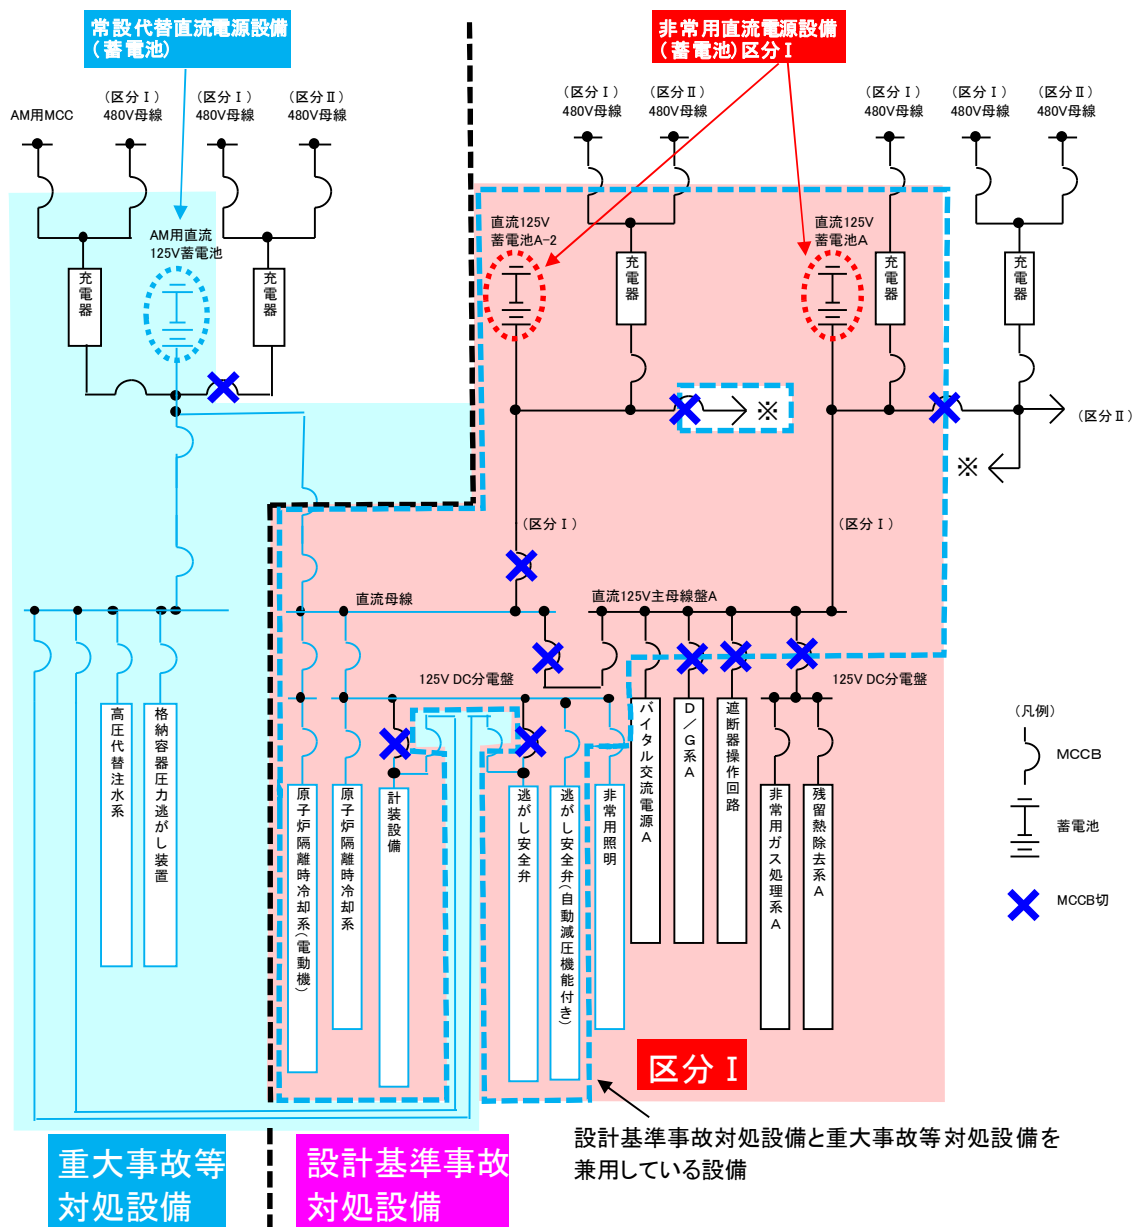 常設代替直流電源設備
(蓄電池)
非常用直流電源設備
(蓄電池)区分Ⅰ
AM用MCC
(区分Ⅰ)
480V母線
(区分Ⅰ)
480V母線
(区分Ⅱ)
480V母線
(区分Ⅰ)
480V母線
(区分Ⅱ)
480V母線
(区分Ⅰ)
480V母線
(区分Ⅰ)
480V母線
(区分Ⅱ)
480V母線
AM用直流
125V蓄電池
充電器
充電器
直流125V
蓄電池A-2
充電器
直流125V
蓄電池A
充電器
充電器
※
(区分Ⅱ)
※
(区分Ⅰ)
(区分Ⅰ)
直流母線
直流125V主母線盤A
125V DC分電盤
125V DC分電盤
高圧代替注水系
格納容器圧力逃がし装置
原子炉隔離時冷却系(電動機)
原子炉隔離時冷却系
計装設備
逃がし安全弁
逃がし安全弁(自動減圧機能付き)
非常用照明
バイタル交流電源A
D/G系A
遮断器操作回路
非常用ガス処理系A
残留熱除去系A
(凡例)
MCCB
蓄電池
MCCB切
区分Ⅰ
設計基準事故対処設備と重大事故等対処設備を
兼用している設備
重大事故等
対処設備
設計基準事故
対処設備